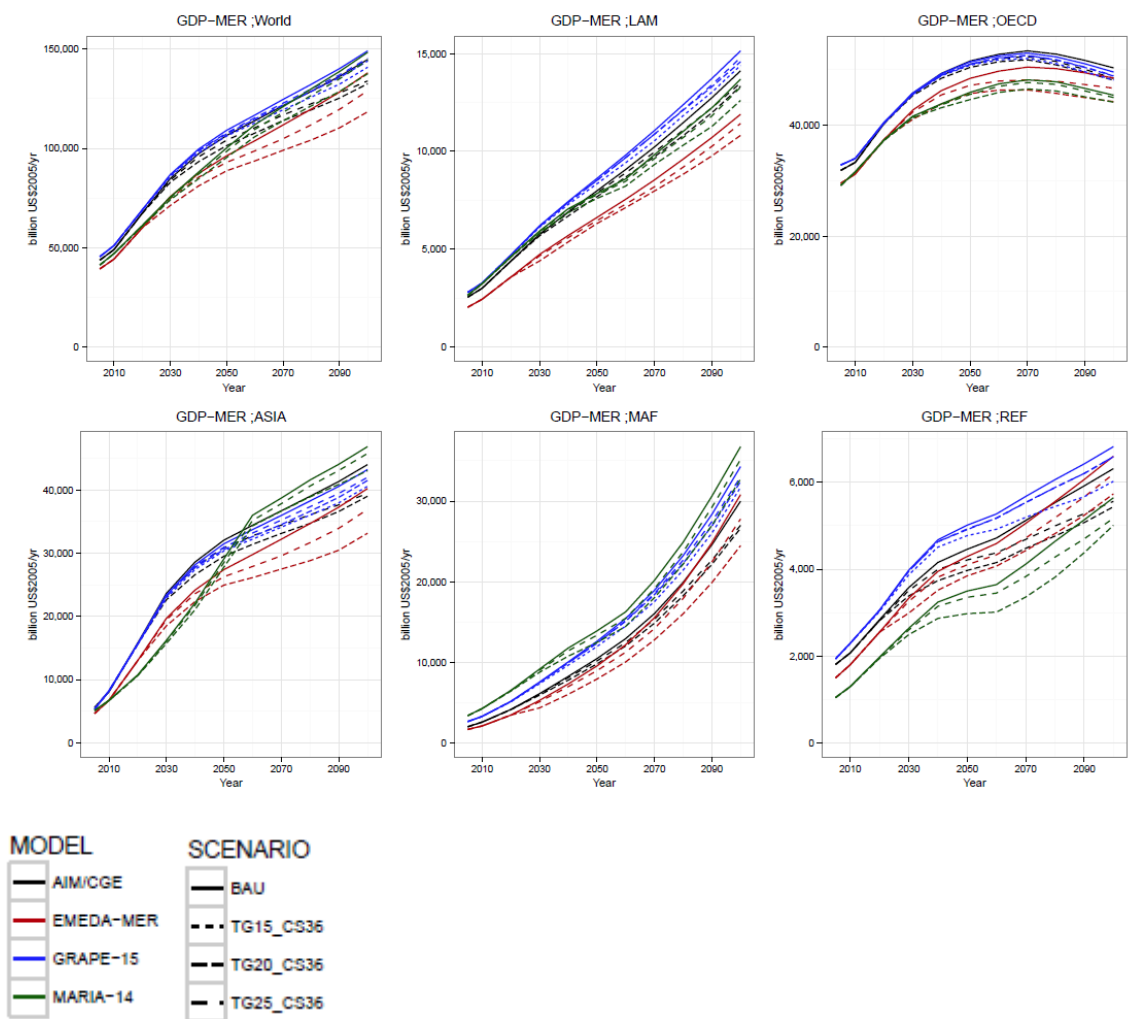 GDP−MER ;World
GDP−MER ;LAM
GDP−MER ;OECD
billion US$2005/yr
150,000
100,000
50,000
0
2010 2030 2050 2070 2090
Year
billion US$2005/yr
15,000
10,000
5,000
0
2010 2030 2050 2070 2090
Year
billion US$2005/yr
40,000
20,000
0
2010 2030 2050 2070 2090
Year
GDP−MER ;ASIA
GDP−MER ;MAF
GDP−MER ;REF
billion US$2005/yr
40,000
30,000
20,000
10,000
0
2010 2030 2050 2070 2090
Year
billion US$2005/yr
30,000
20,000
10,000
0
2010 2030 2050 2070 2090
Year
billion US$2005/yr
6,000
4,000
2,000
0
2010 2030 2050 2070 2090
Year
MODEL
AIM/CGE
EMEDA−MER
GRAPE−15
MARIA−14
SCENARIO
BAU
TG15_CS36
TG20_CS36
TG25_CS36